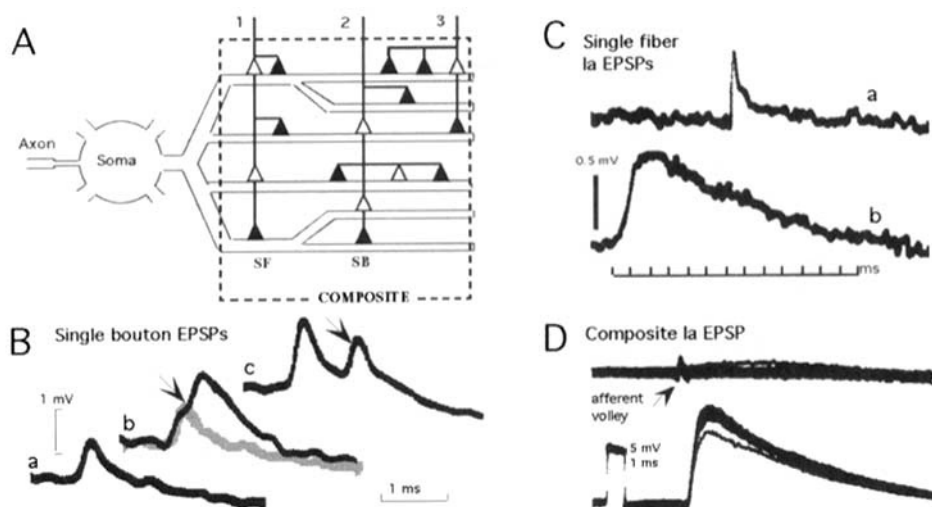 A
1 2 3
Axon
Soma
SF SB
COMPOSITE
B Single bouton EPSPs
1 mV
a
b
c
1 ms
C Single fiber
Ia EPSPs
a
0.5 mV
b
ms
D Composite Ia EPSP
afferent
volley
5 mV
1 ms